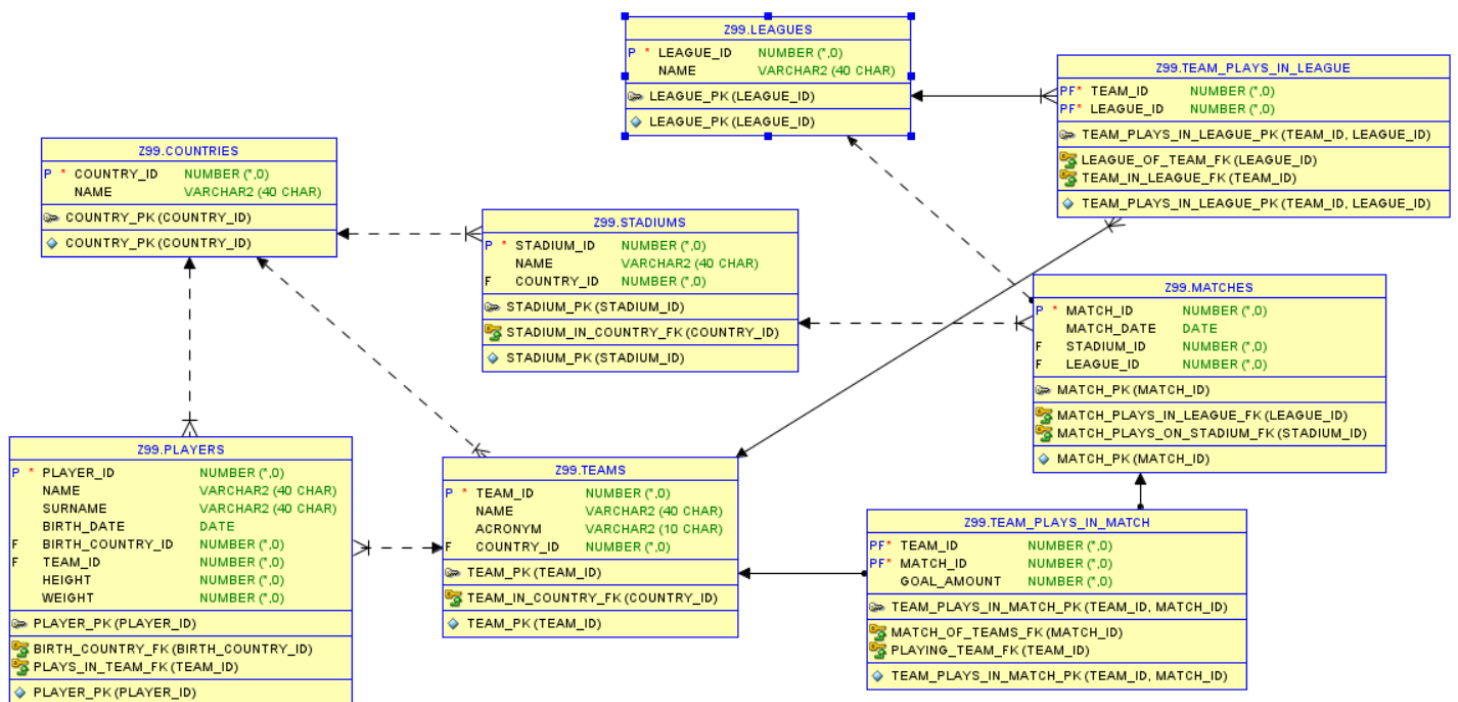 Z99.LEAGUES
P * LEAGUE_ID NUMBER (*,0)
NAME VARCHAR2 (40 CHAR)
LEAGUE_PK (LEAGUE_ID)
LEAGUE_PK (LEAGUE_ID)
Z99.TEAM_PLAYS_IN_LEAGUE
PF* TEAM_ID NUMBER (*,0)
PF* LEAGUE_ID NUMBER (*,0)
TEAM_PLAYS_IN_LEAGUE_PK (TEAM_ID, LEAGUE_ID)
LEAGUE_OF_TEAM_FK (LEAGUE_ID)
TEAM_IN_LEAGUE_FK (TEAM_ID)
TEAM_PLAYS_IN_LEAGUE_PK (TEAM_ID, LEAGUE_ID)
Z99.COUNTRIES
P * COUNTRY_ID NUMBER (*,0)
NAME VARCHAR2 (40 CHAR)
COUNTRY_PK (COUNTRY_ID)
COUNTRY_PK (COUNTRY_ID)
Z99.STADIUMS
P * STADIUM_ID NUMBER (*,0)
NAME VARCHAR2 (40 CHAR)
F COUNTRY_ID NUMBER (*,0)
STADIUM_PK (STADIUM_ID)
STADIUM_IN_COUNTRY_FK (COUNTRY_ID)
STADIUM_PK (STADIUM_ID)
Z99.MATCHES
P * MATCH_ID NUMBER (*,0)
MATCH_DATE DATE
F STADIUM_ID NUMBER (*,0)
F LEAGUE_ID NUMBER (*,0)
MATCH_PK (MATCH_ID)
MATCH_PLAYS_IN_LEAGUE_FK (LEAGUE_ID)
MATCH_PLAYS_ON_STADIUM_FK (STADIUM_ID)
MATCH_PK (MATCH_ID)
Z99.PLAYERS
P * PLAYER_ID NUMBER (*,0)
NAME VARCHAR2 (40 CHAR)
SURNAME VARCHAR2 (40 CHAR)
BIRTH_DATE DATE
F BIRTH_COUNTRY_ID NUMBER (*,0)
F TEAM_ID NUMBER (*,0)
HEIGHT NUMBER (*,0)
WEIGHT NUMBER (*,0)
PLAYER_PK (PLAYER_ID)
BIRTH_COUNTRY_FK (BIRTH_COUNTRY_ID)
PLAYS_IN_TEAM_FK (TEAM_ID)
PLAYER_PK (PLAYER_ID)
Z99.TEAMS
P * TEAM_ID NUMBER (*,0)
NAME VARCHAR2 (40 CHAR)
ACRONYM VARCHAR2 (10 CHAR)
F COUNTRY_ID NUMBER (*,0)
TEAM_PK (TEAM_ID)
TEAM_IN_COUNTRY_FK (COUNTRY_ID)
TEAM_PK (TEAM_ID)
Z99.TEAM_PLAYS_IN_MATCH
PF* TEAM_ID NUMBER (*,0)
PF* MATCH_ID NUMBER (*,0)
GOAL_AMOUNT NUMBER (*,0)
TEAM_PLAYS_IN_MATCH_PK (TEAM_ID, MATCH_ID)
MATCH_OF_TEAMS_FK (MATCH_ID)
PLAYING_TEAM_FK (TEAM_ID)
TEAM_PLAYS_IN_MATCH_PK (TEAM_ID, MATCH_ID)